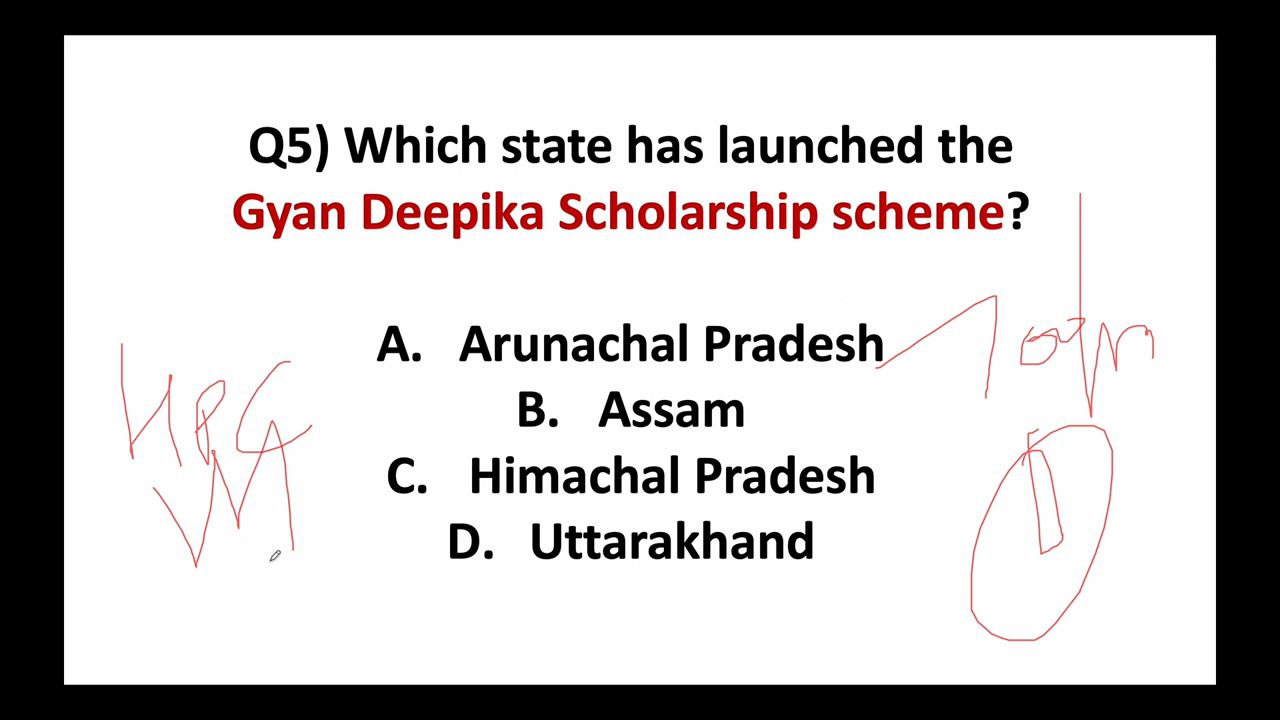 Q5) Which state has launched the
Gyan Deepika Scholarship scheme?
A. Arunachal Pradesh
B. Assam
C. Himachal Pradesh
D. Uttarakhand